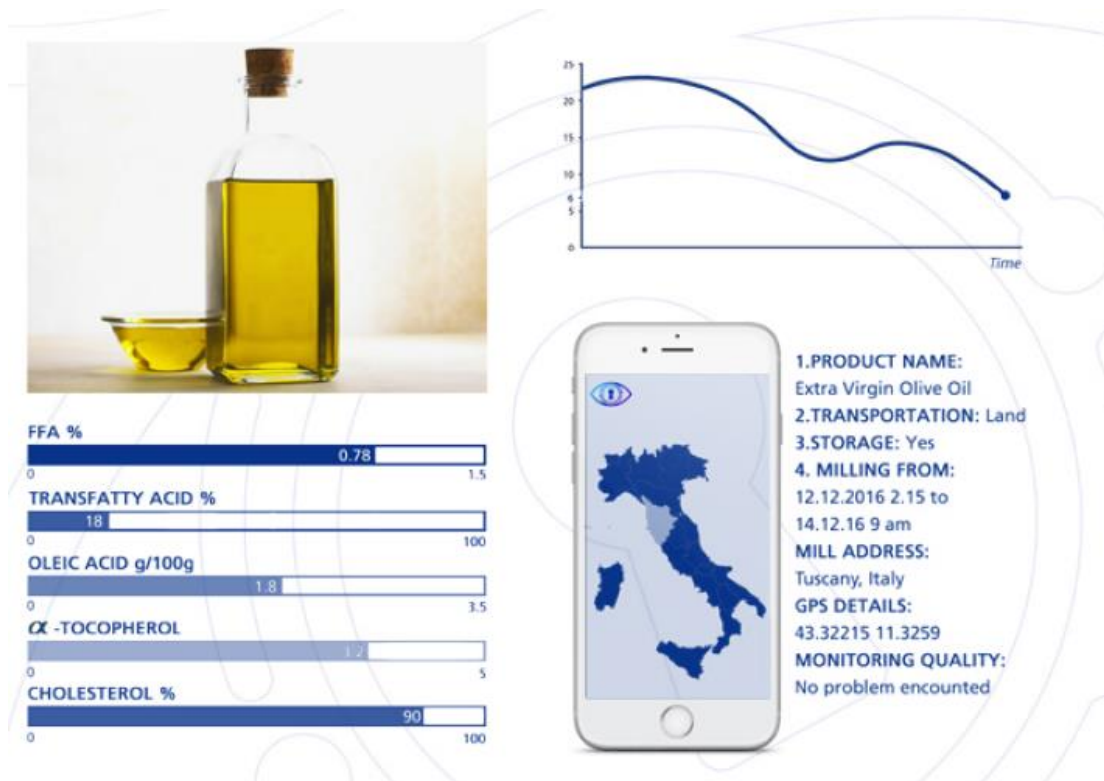 25
20
15
10
6
5
0
Time
FFA %
0.78
0 1.5
TRANSFATTY ACID %
18
0 100
OLEIC ACID g/100g
1.8
0 3.5
α -TOCOPHEROL
0 5
CHOLESTEROL %
90
0 100
1.PRODUCT NAME:
Extra Virgin Olive Oil
2.TRANSPORTATION: Land
3.STORAGE: Yes
4. MILLING FROM:
12.12.2016 2.15 to
14.12.16 9 am
MILL ADDRESS:
Tuscany, Italy
GPS DETAILS:
43.32215 11.3259
MONITORING QUALITY:
No problem encounted